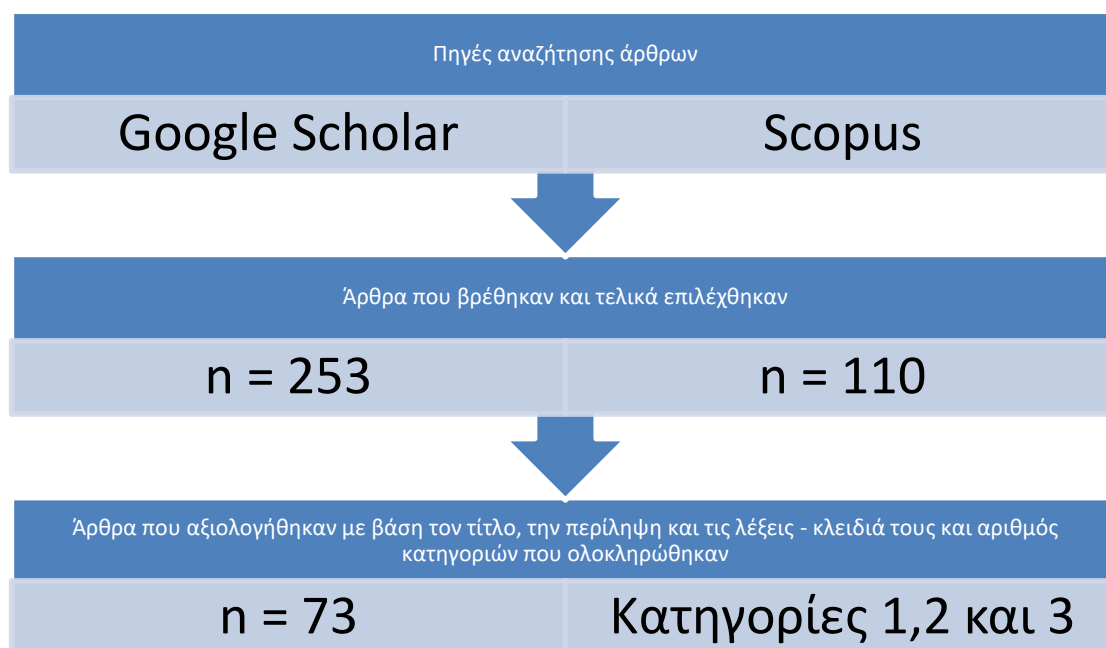 Πηγές αναζήτησης άρθρων
Google Scholar
Scopus
Άρθρα που βρέθηκαν και τελικά επιλέχθηκαν
n = 253
n = 110
Άρθρα που αξιολογήθηκαν με βάση τον τίτλο, την περίληψη και τις λέξεις - κλειδιά τους και αριθμός
κατηγοριών που ολοκληρώθηκαν
n = 73
Κατηγορίες 1,2 και 3